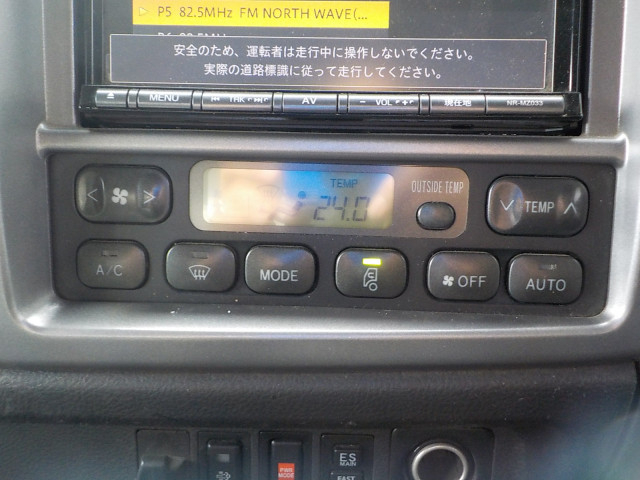 P5 82.5MHz FM NORTH WAVE(...
安全のため、運転者は走行中に操作しないでください。
実際の道路標識に従って走行してください。
MENU TRK AV - VOL + 現在地 NR-MZ033
TEMP
24.0
OUTSIDE TEMP
TEMP
A/C
MODE
OFF
AUTO
PWR
MODE
E.S
MAIN